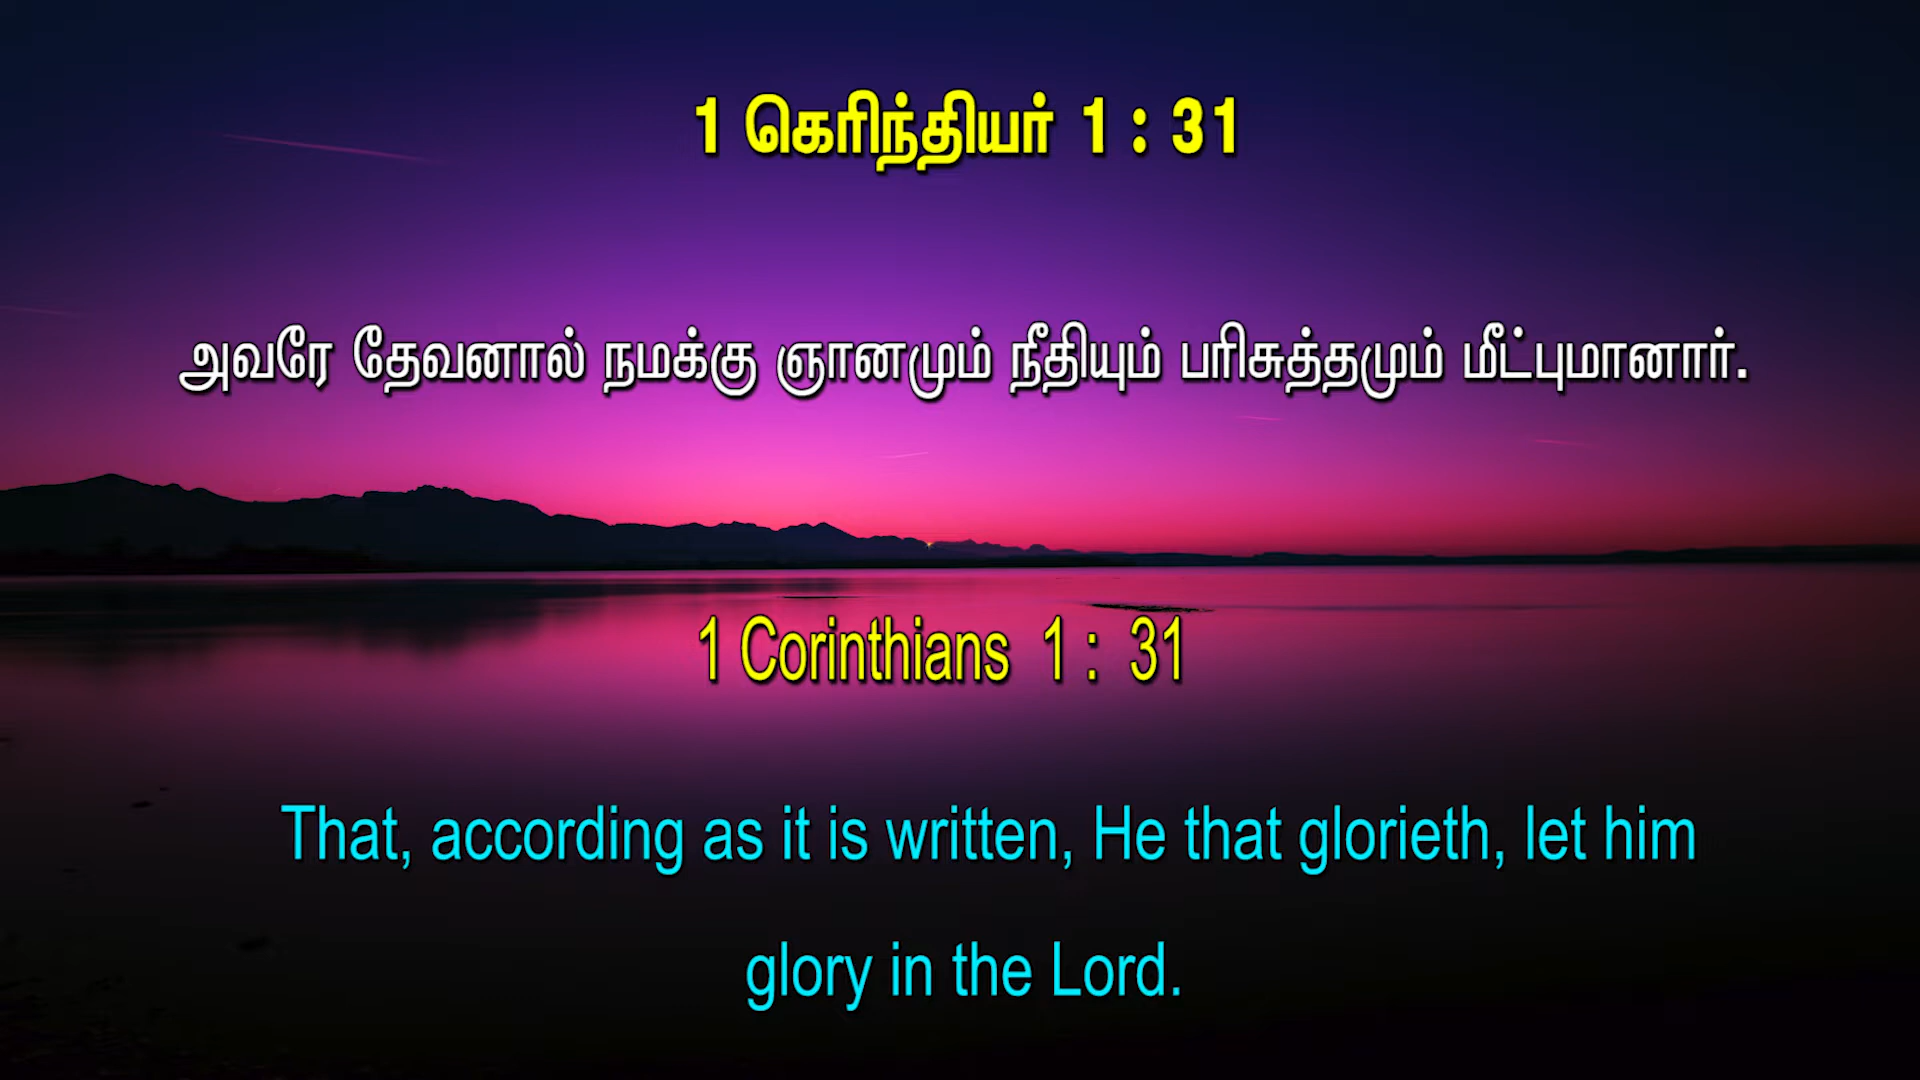 1 கெரிந்தியர் 1 : 31
அவரே தேவனால் நமக்கு ஞானமும் நீதியும் பரிசுத்தமும் மீட்புமானார்.
1 Corinthians 1 : 31
That, according as it is written, He that glorieth, let him
glory in the Lord.